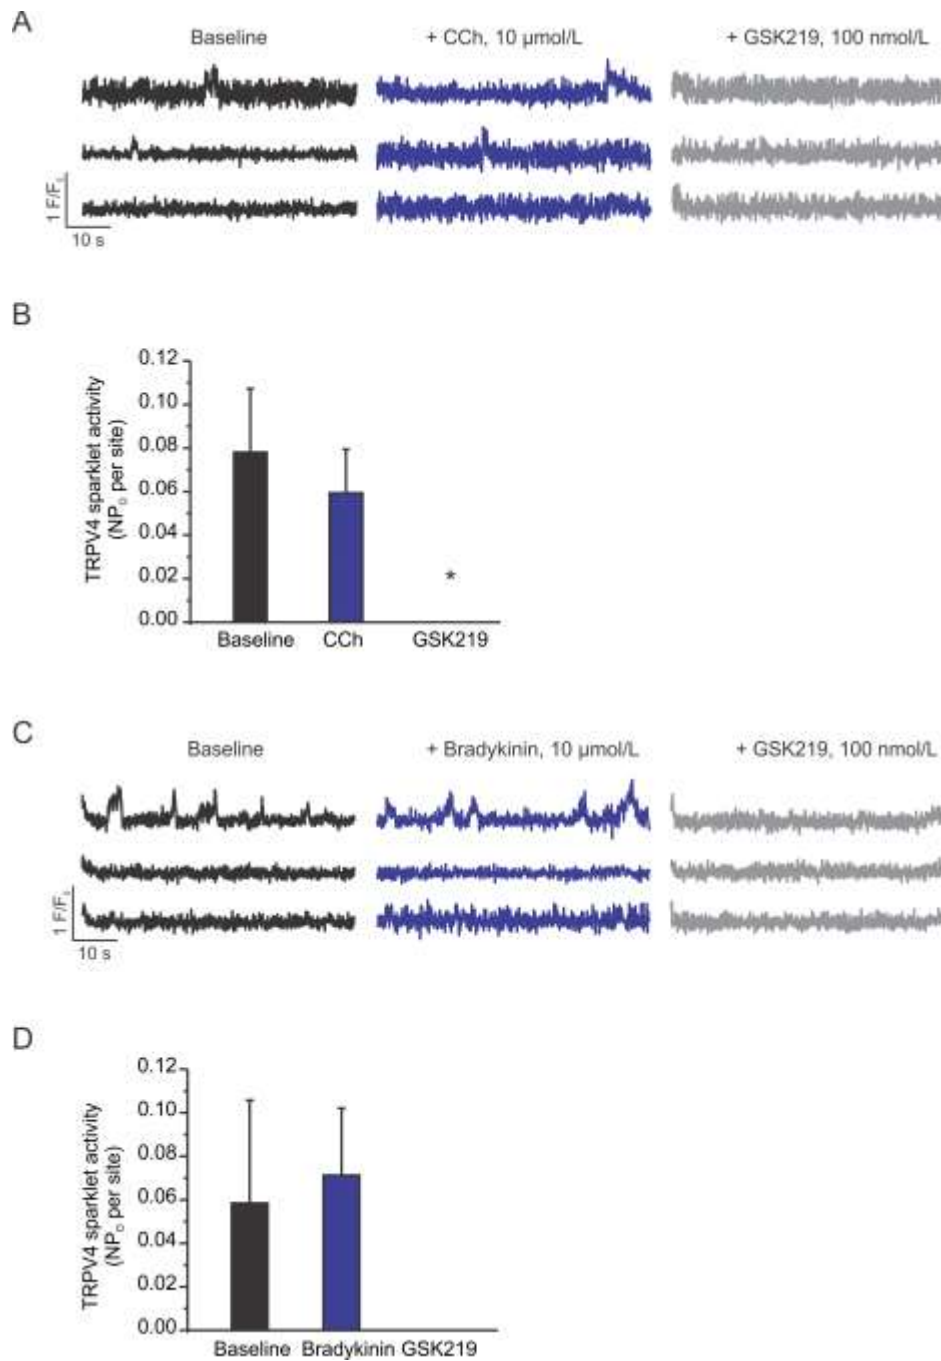 A
Baseline
+ CCh, 10 µmol/L
+ GSK219, 100 nmol/L
1 F/F₀
10 s
B
TRPV4 sparklet activity
(NPₒ per site)
0.12
0.10
0.08
0.06
0.04
0.02
0.00
*
Baseline
CCh
GSK219
C
Baseline
+ Bradykinin, 10 µmol/L
+ GSK219, 100 nmol/L
1 F/F₀
10 s
D
TRPV4 sparklet activity
(NPₒ per site)
0.12
0.10
0.08
0.06
0.04
0.02
0.00
Baseline Bradykinin GSK219